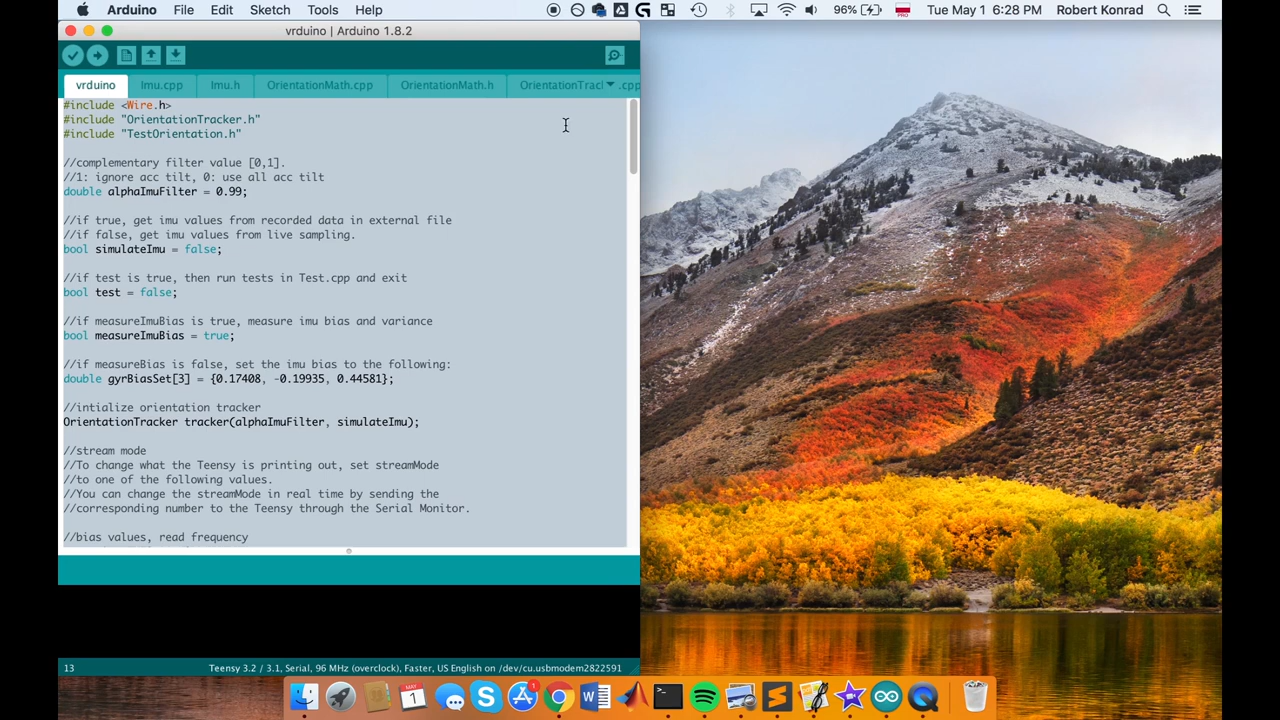 Arduino File Edit Sketch Tools Help 96% PRO Tue May 1 6:28 PM Robert Konrad
vrduino | Arduino 1.8.2
vrduino Imu.cpp Imu.h OrientationMath.cpp OrientationMath.h OrientationTrac .cpp
#include <Wire.h>
#include "OrientationTracker.h"
#include "TestOrientation.h"
//complementary filter value [0,1].
//1: ignore acc tilt, 0: use all acc tilt
double alphaImuFilter = 0.99;
//if true, get imu values from recorded data in external file
//if false, get imu values from live sampling.
bool simulateImu = false;
//if test is true, then run tests in Test.cpp and exit
bool test = false;
//if measureImuBias is true, measure imu bias and variance
bool measureImuBias = true;
//if measureBias is false, set the imu bias to the following:
double gyrBiasSet[3] = {0.17408, -0.19935, 0.44581};
//intialize orientation tracker
OrientationTracker tracker(alphaImuFilter, simulateImu);
//stream mode
//To change what the Teensy is printing out, set streamMode
//to one of the following values.
//You can change the streamMode in real time by sending the
//corresponding number to the Teensy through the Serial Monitor.
//bias values, read frequency
13 Teensy 3.2 / 3.1, Serial, 96 MHz (overclock), Faster, US English on /dev/cu.usbmodem2822591
MAY
1
1